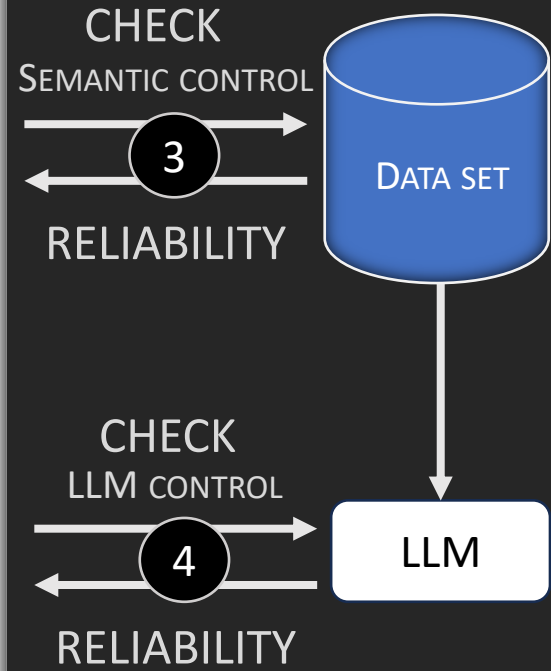 CHECK
SEMANTIC CONTROL
3
DATA SET
RELIABILITY
CHECK
LLM CONTROL
4
LLM
RELIABILITY